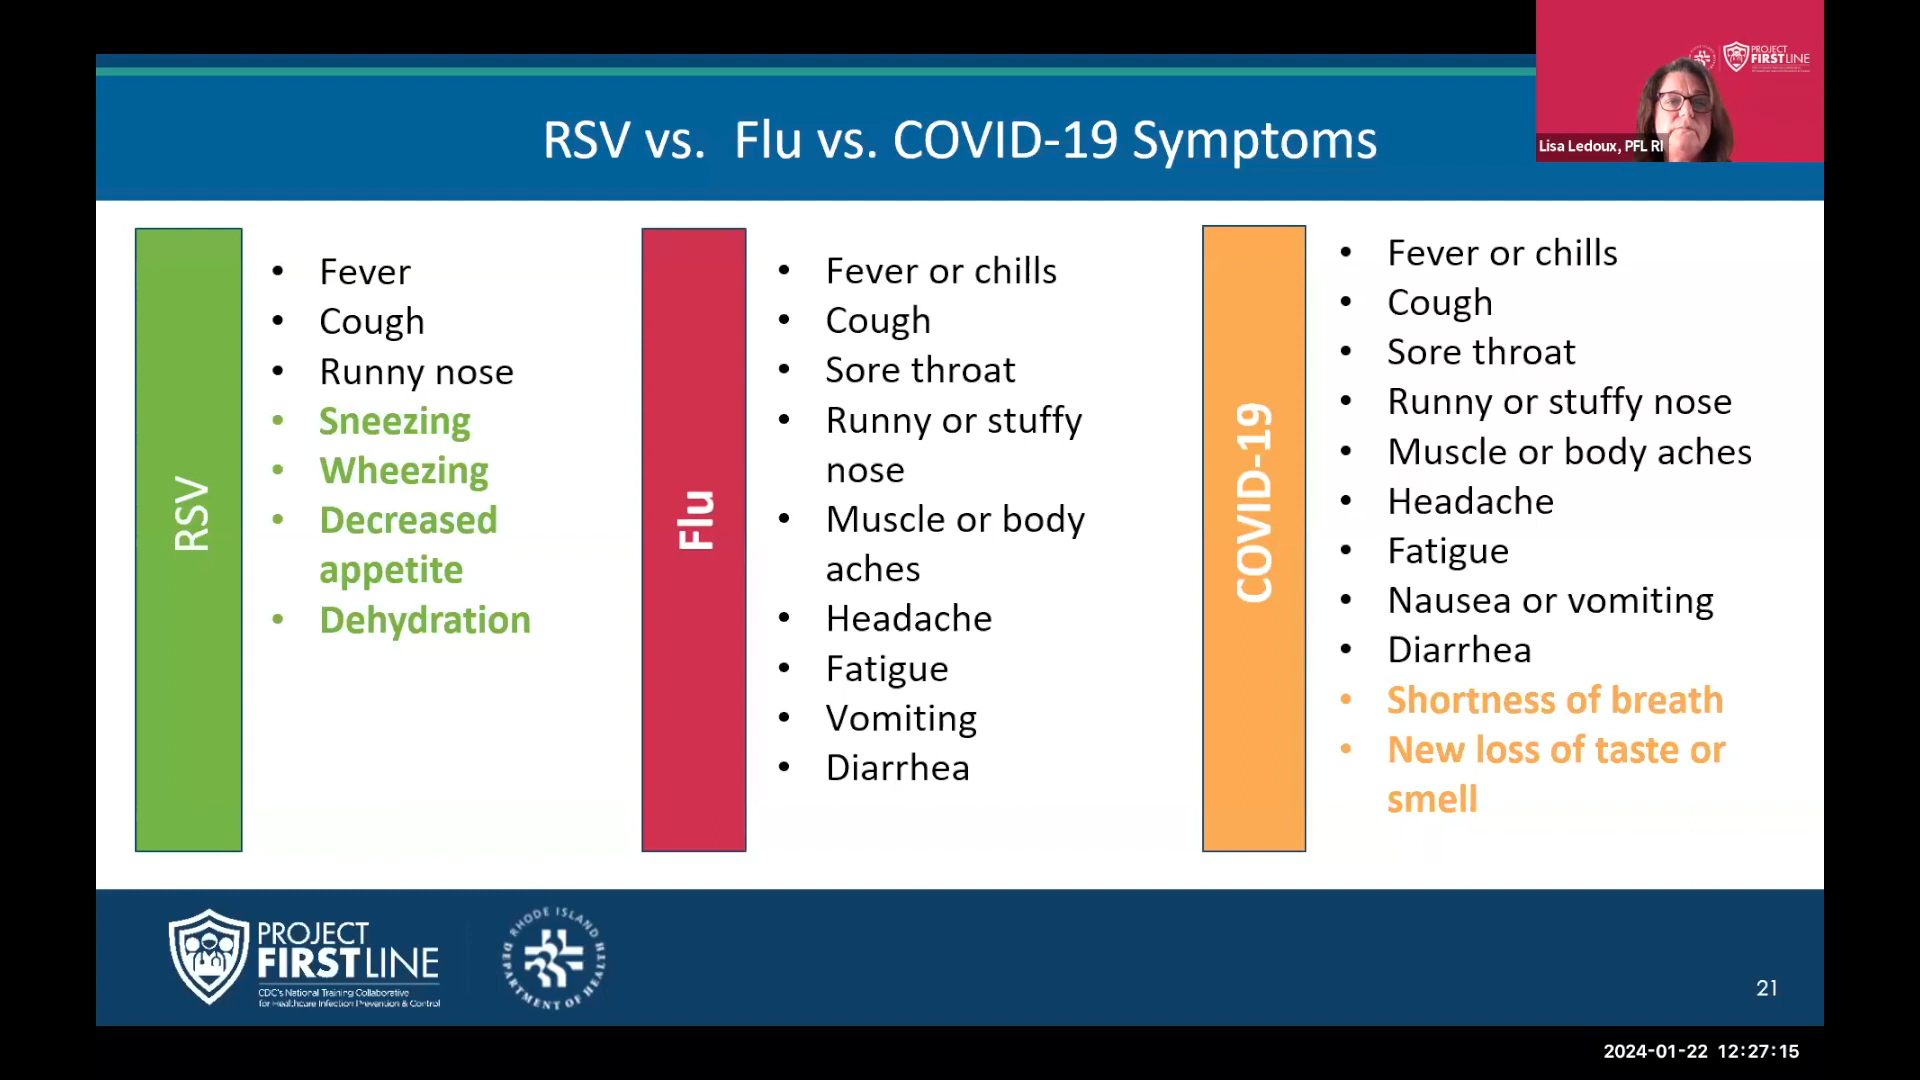 PROJECT
FIRSTLINE
Lisa Ledoux, PFL RI
RSV vs.  Flu vs. COVID-19 Symptoms
RSV
• Fever
• Cough
• Runny nose
• Sneezing
• Wheezing
• Decreased
appetite
• Dehydration
Flu
• Fever or chills
• Cough
• Sore throat
• Runny or stuffy
nose
• Muscle or body
aches
• Headache
• Fatigue
• Vomiting
• Diarrhea
COVID-19
• Fever or chills
• Cough
• Sore throat
• Runny or stuffy nose
• Muscle or body aches
• Headache
• Fatigue
• Nausea or vomiting
• Diarrhea
• Shortness of breath
• New loss of taste or
smell
PROJECT
FIRSTLINE
CDC's National Training Collaborative
for Healthcare Infection Prevention & Control
RHODE ISLAND
DEPARTMENT OF HEALTH
21
2024-01-22 12:27:15